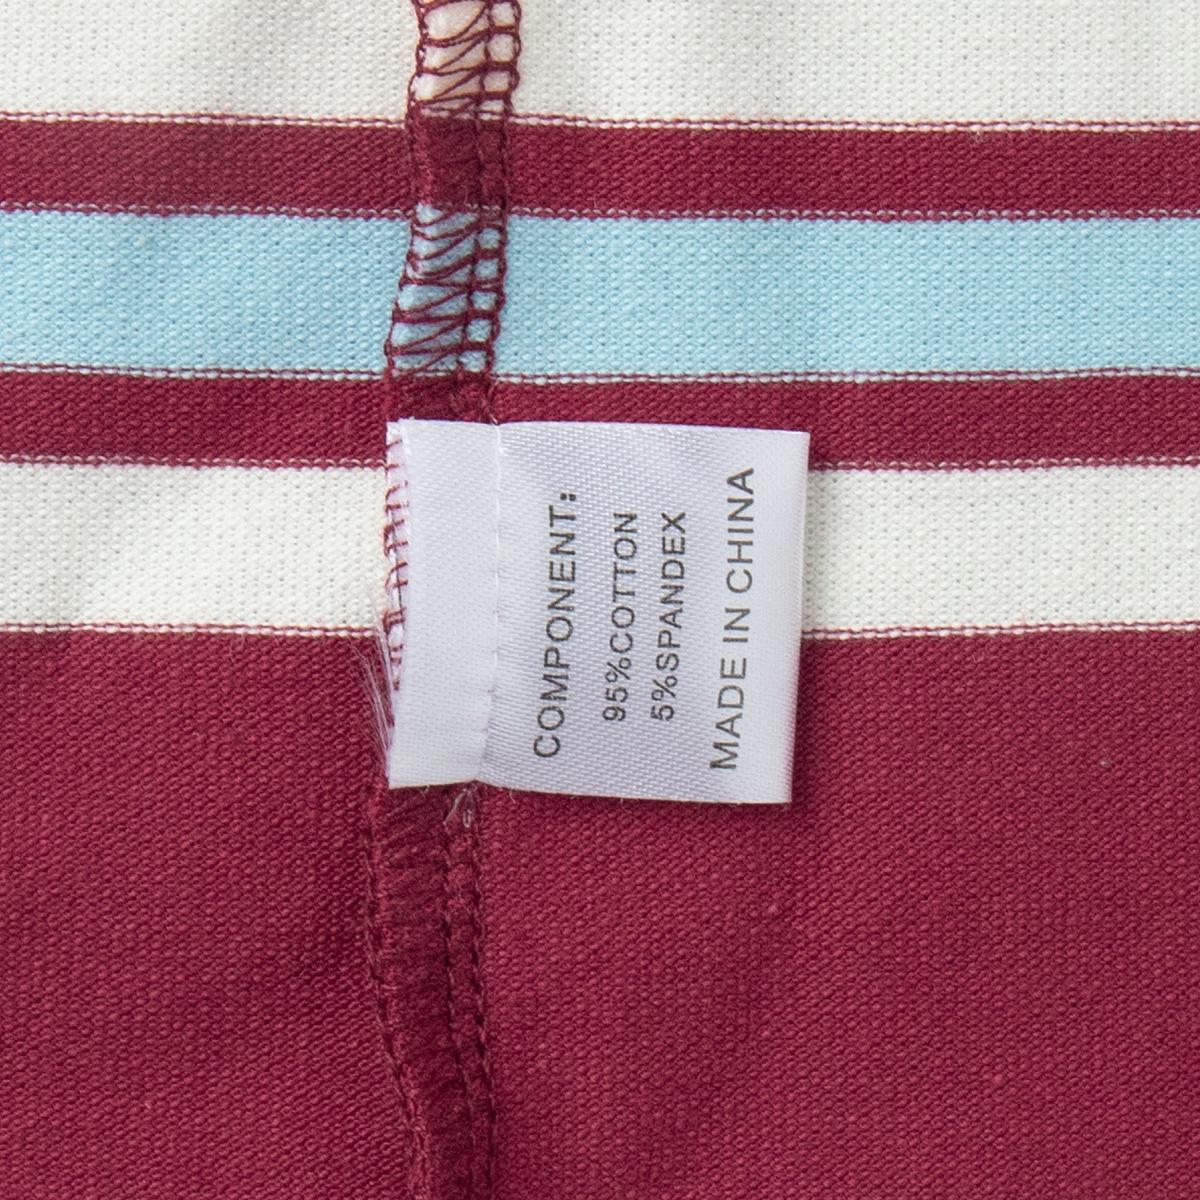 COMPONENT:
95%COTTON
5%SPANDEX
MADE IN CHINA